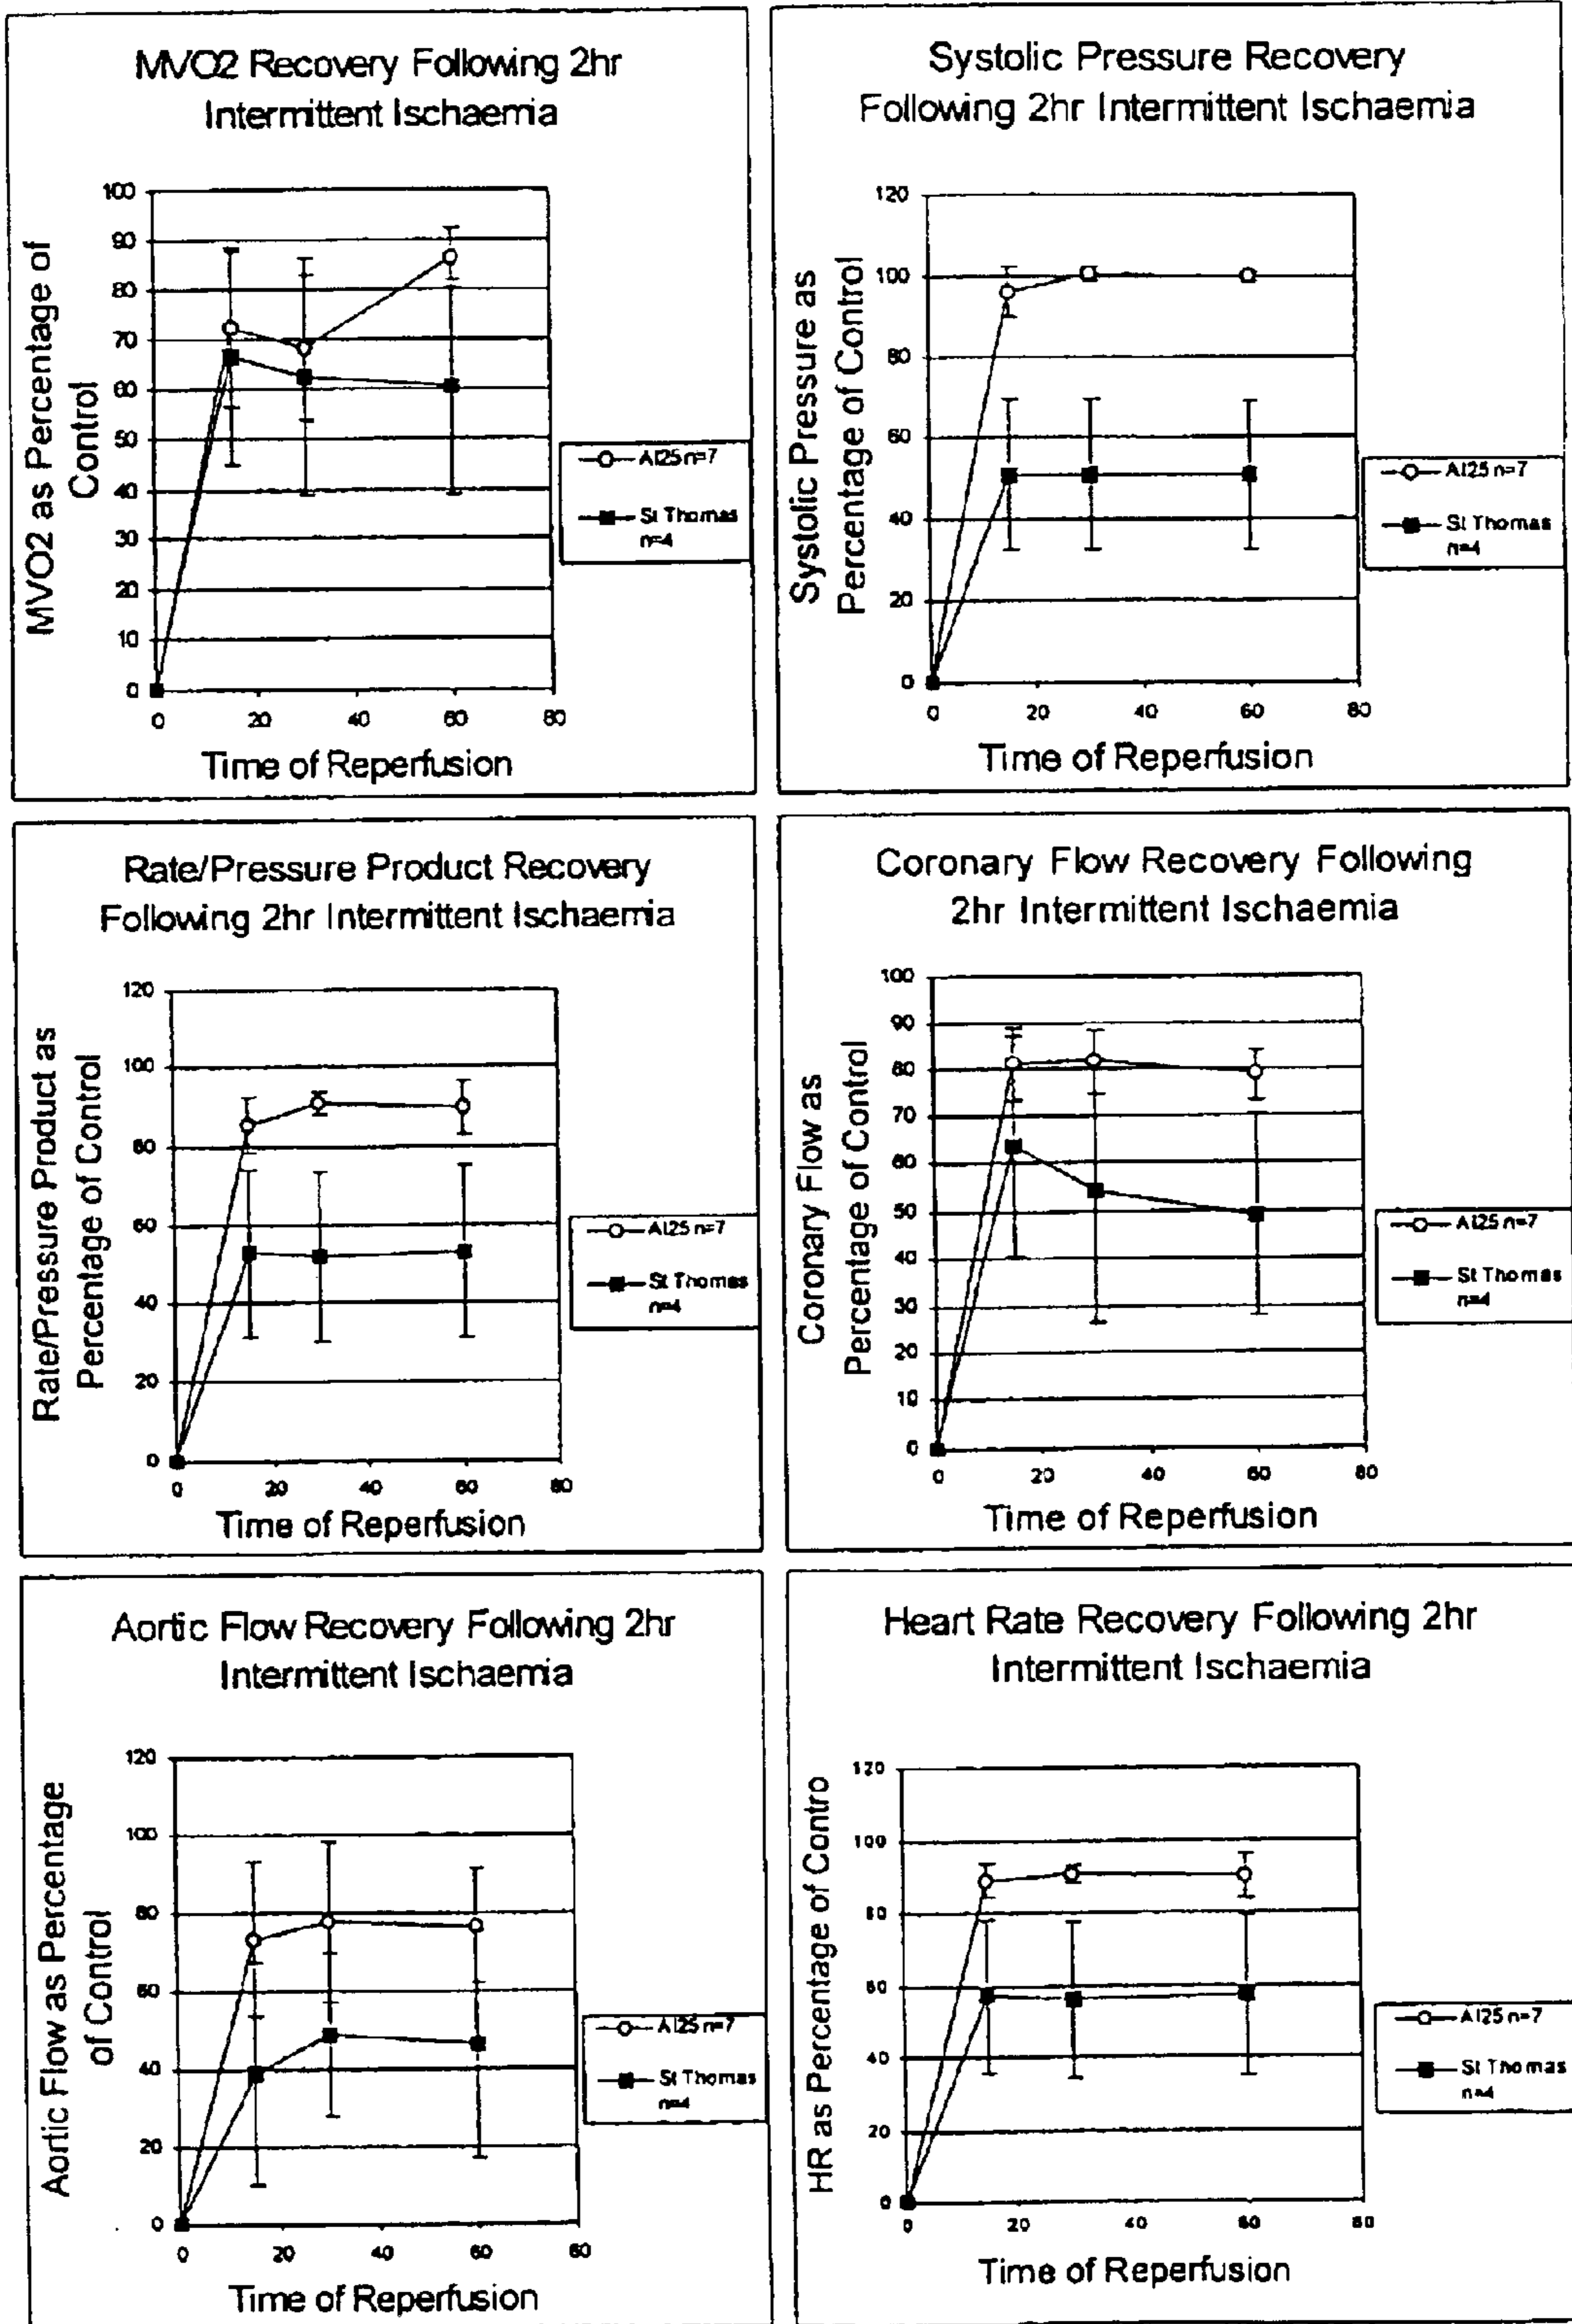 MVO2 Recovery Following 2hr
Intermittent Ischaemia
MVO2 as Percentage of
Control
100
90
80
70
60
50
40
30
20
10
0
0 20 40 60 80
Time of Reperfusion
Al25 n=7
St Thomas
n=4
Systolic Pressure Recovery
Following 2hr Intermittent Ischaemia
Systolic Pressure as
Percentage of Control
120
100
80
60
40
20
0
0 20 40 60 80
Time of Reperfusion
Al25 n=7
St Thomas
n=4
Rate/Pressure Product Recovery
Following 2hr Intermittent Ischaemia
Rate/Pressure Product as
Percentage of Control
120
100
80
60
40
20
0
0 20 40 60 80
Time of Reperfusion
Al25 n=7
St Thomas
n=4
Coronary Flow Recovery Following
2hr Intermittent Ischaemia
Coronary Flow as
Percentage of Control
100
90
80
70
60
50
40
30
20
10
0
0 20 40 60 80
Time of Reperfusion
Al25 n=7
St Thomas
n=4
Aortic Flow Recovery Following 2hr
Intermittent Ischaemia
Aortic Flow as Percentage
of Control
120
100
80
60
40
20
0
0 20 40 60 80
Time of Reperfusion
Al25 n=7
St Thomas
n=4
Heart Rate Recovery Following 2hr
Intermittent Ischaemia
HR as Percentage of Contro
120
100
80
60
40
20
0
0 20 40 60 80
Time of Reperfusion
Al25 n=7
St Thomas
n=4